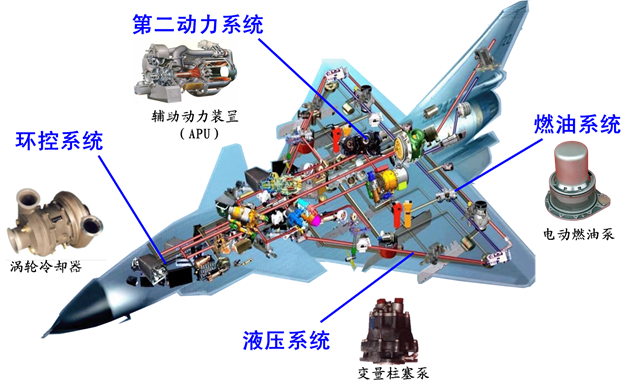 第二动力系统
辅助动力装置
（APU）
环控系统
燃油系统
涡轮冷却器
电动燃油泵
液压系统
变量柱塞泵